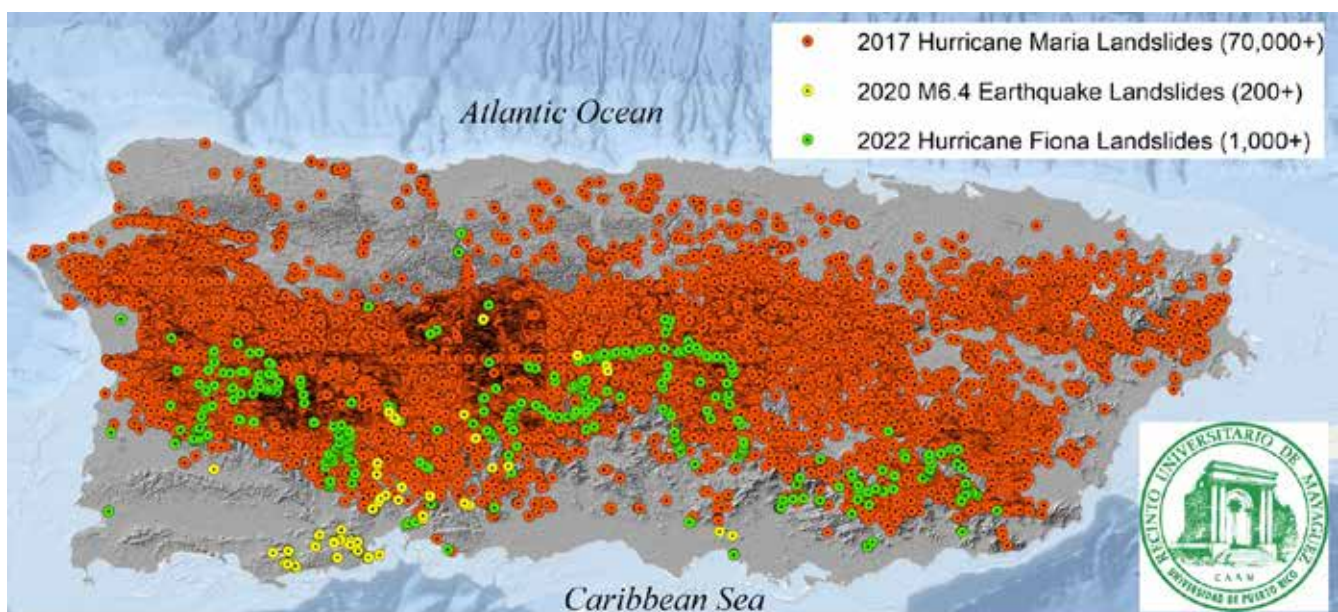 2017 Hurricane Maria Landslides (70,000+)
2020 M6.4 Earthquake Landslides (200+)
2022 Hurricane Fiona Landslides (1,000+)
Atlantic Ocean
Caribbean Sea
RECINTO UNIVERSITARIO DE MAYAGÜEZ
C A A M
UNIVERSIDAD DE PUERTO RICO